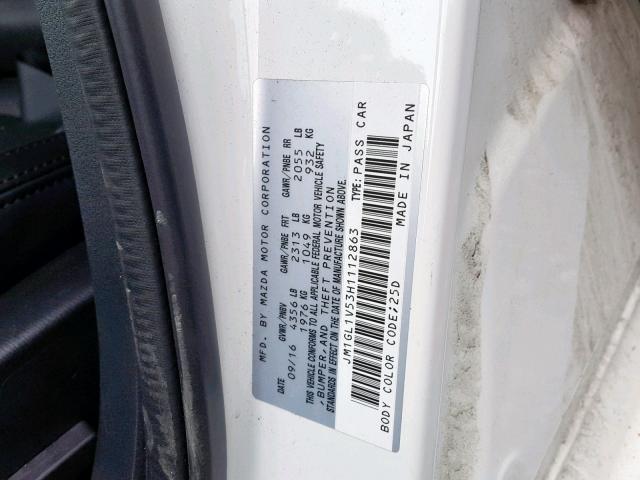 MFD. BY MAZDA MOTOR CORPORATION
DATE GVWR/PNBV GAWR/PNBE FRT GAWR/PNBE RR
09/16 4356 LB 2313 LB 2055 LB
1976 KG 1049 KG 932 KG
THIS VEHICLE CONFORMS TO ALL APPLICABLE FEDERAL MOTOR VEHICLE SAFETY
,BUMPER,AND THEFT PREVENTION
STANDARDS IN EFFECT ON THE DATE OF MANUFACTURE SHOWN ABOVE.
JM1GL1V53H1112863 TYPE:PASS CAR
BODY COLOR CODE:25D MADE IN JAPAN